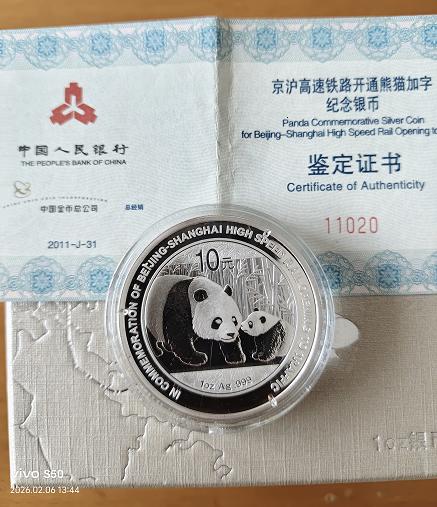 中国人民银行
THE PEOPLE'S BANK OF CHINA
中国金币总公司
总经销
2011-J-31
京沪高速铁路开通熊猫加字
纪念银币
Panda Commemorative Silver Coin
for Beijing-Shanghai High Speed Rail Opening to
鉴定证书
Certificate of Authenticity
11020
IN COMMEMORATION OF BEIJING-SHANGHAI HIGH SPEED
10元
1oz Ag .999
1oz银
vivo S50
2026.02.06 13:44